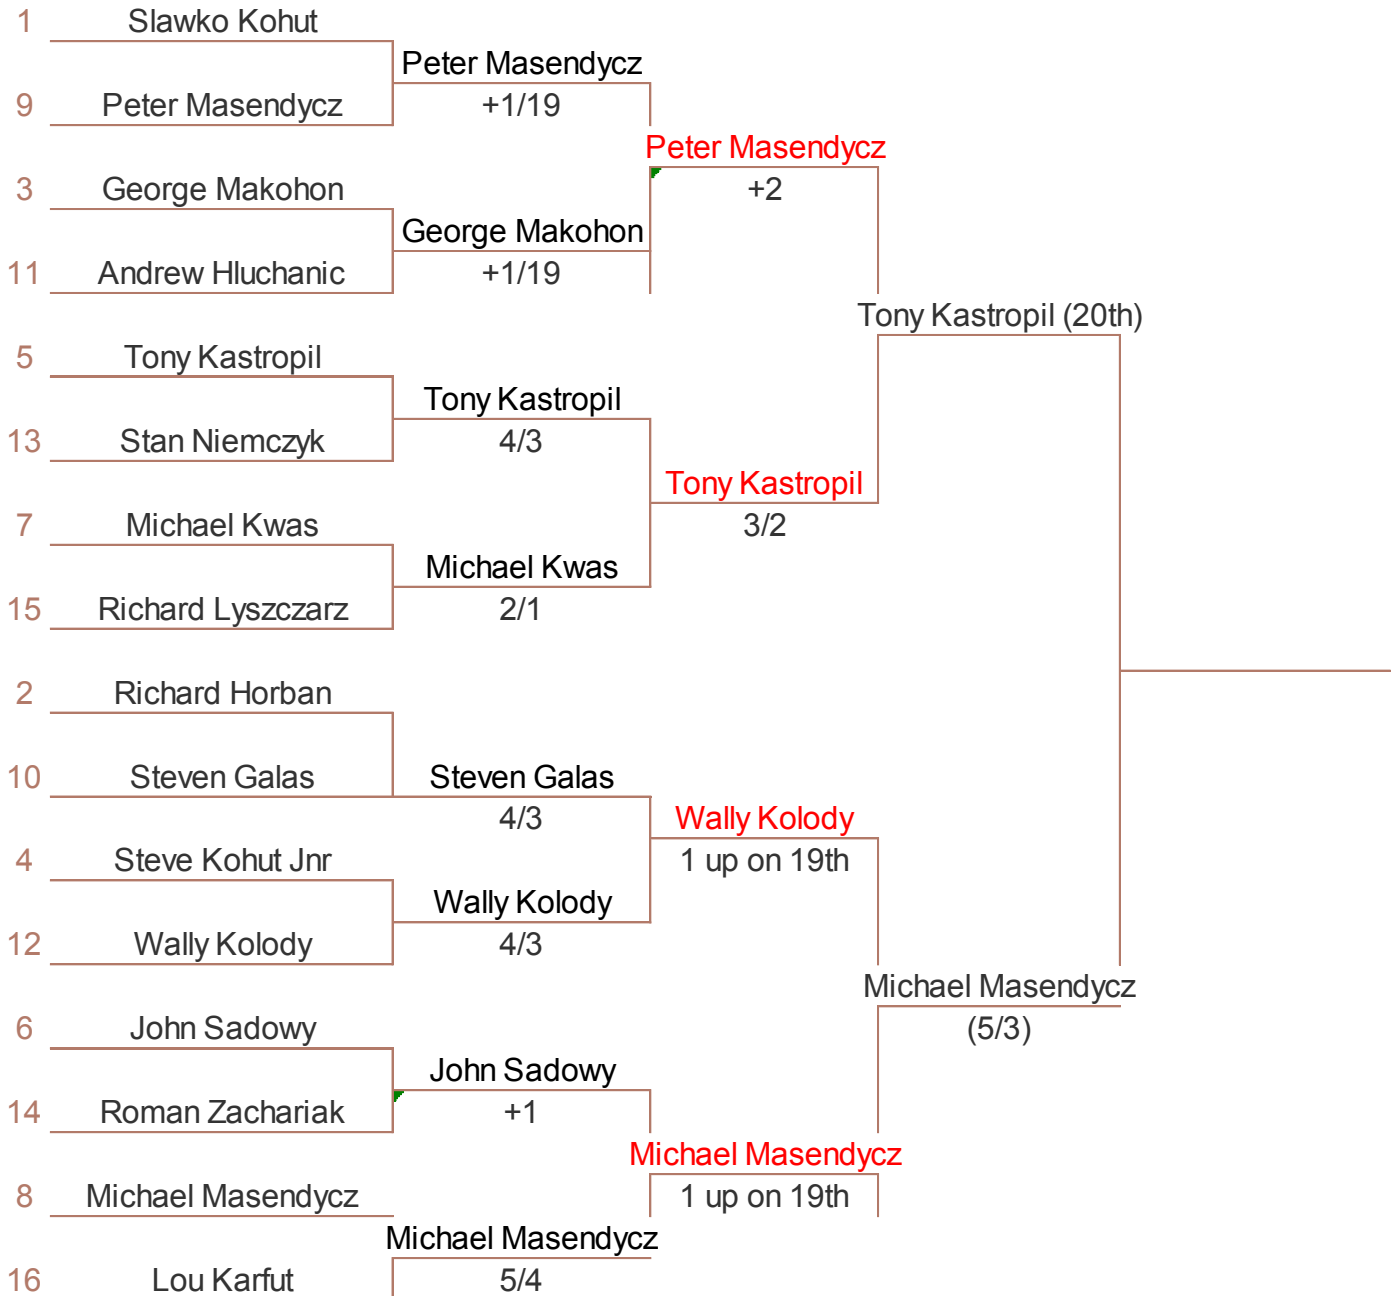 1 Slawko Kohut
Peter Masendycz
9 Peter Masendycz +1/19
Peter Masendycz
3 George Makohon +2
George Makohon
11 Andrew Hluchanic +1/19
Tony Kastropil (20th)
5 Tony Kastropil
Tony Kastropil
13 Stan Niemczyk 4/3
Tony Kastropil
7 Michael Kwas 3/2
Michael Kwas
15 Richard Lyszczarz 2/1
2 Richard Horban
10 Steven Galas Steven Galas
4/3 Wally Kolody
4 Steve Kohut Jnr 1 up on 19th
Wally Kolody
12 Wally Kolody 4/3
Michael Masendycz
6 John Sadowy (5/3)
John Sadowy
14 Roman Zachariak +1
Michael Masendycz
8 Michael Masendycz 1 up on 19th
Michael Masendycz
16 Lou Karfut 5/4